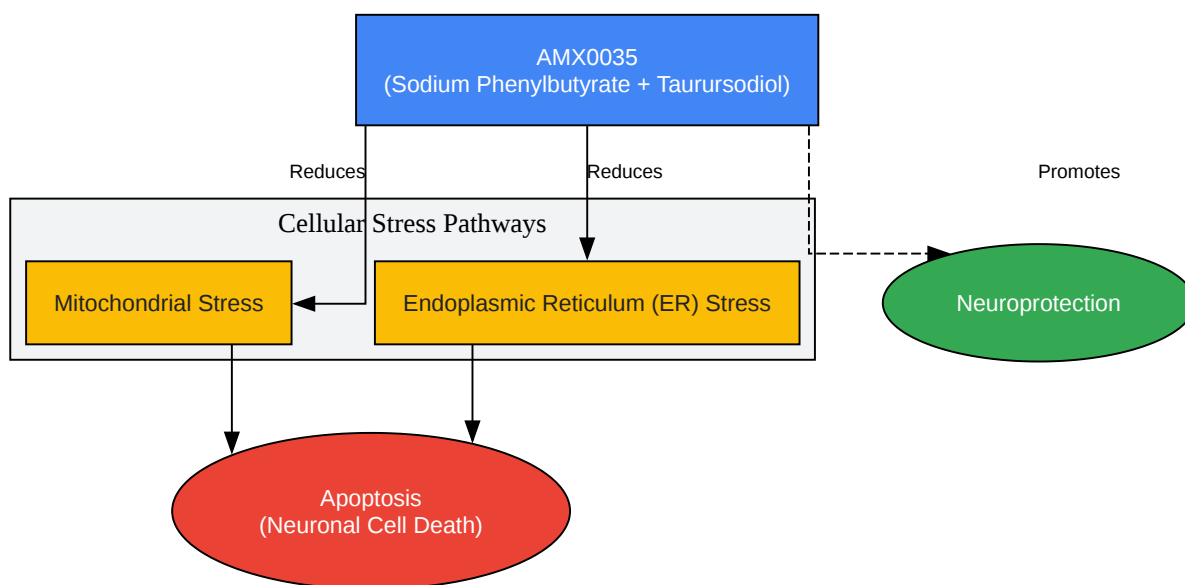 AMX0035
(Sodium Phenylbutyrate + Taurursodiol)
Reduces
Reduces
Promotes
Cellular Stress Pathways
Mitochondrial Stress
Endoplasmic Reticulum (ER) Stress
Neuroprotection
Apoptosis
(Neuronal Cell Death)